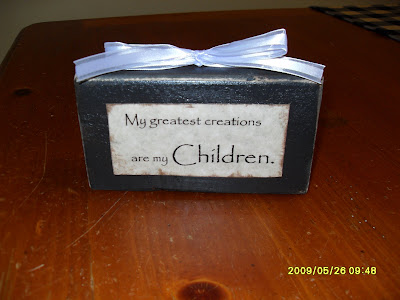 My greatest creations
are my Children.
2009/05/26 09:48